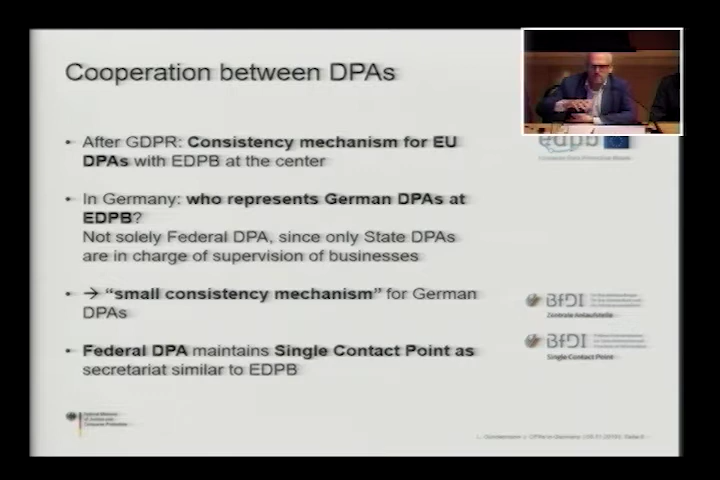 Cooperation between DPAs
edpb
• After GDPR: Consistency mechanism for EU
DPAs with EDPB at the center
• In Germany: who represents German DPAs at
EDPB?
Not solely Federal DPA, since only State DPAs
are in charge of supervision of businesses
• → “small consistency mechanism” for German
DPAs
BfDI
Zentrale Anlaufstelle
• Federal DPA maintains Single Contact Point as
secretariat similar to EDPB
BfDI
Single Contact Point